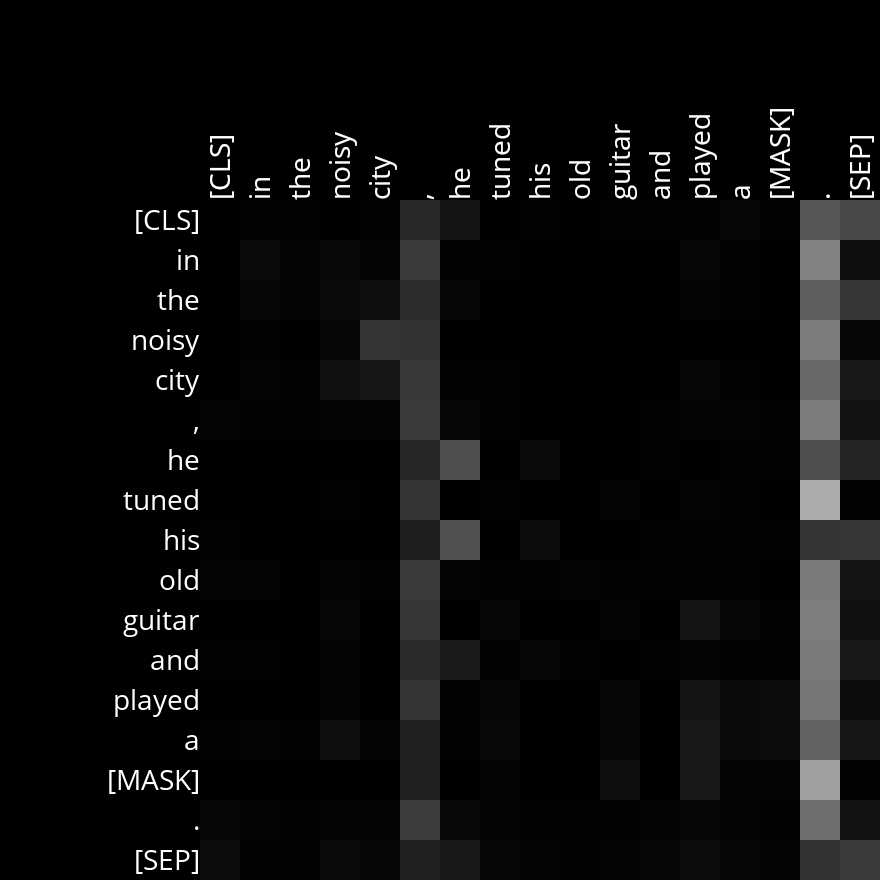 [CLS] in the noisy city , he tuned his old guitar and played a [MASK] . [SEP]
[CLS]
in
the
noisy
city
,
he
tuned
his
old
guitar
and
played
a
[MASK]
.
[SEP]